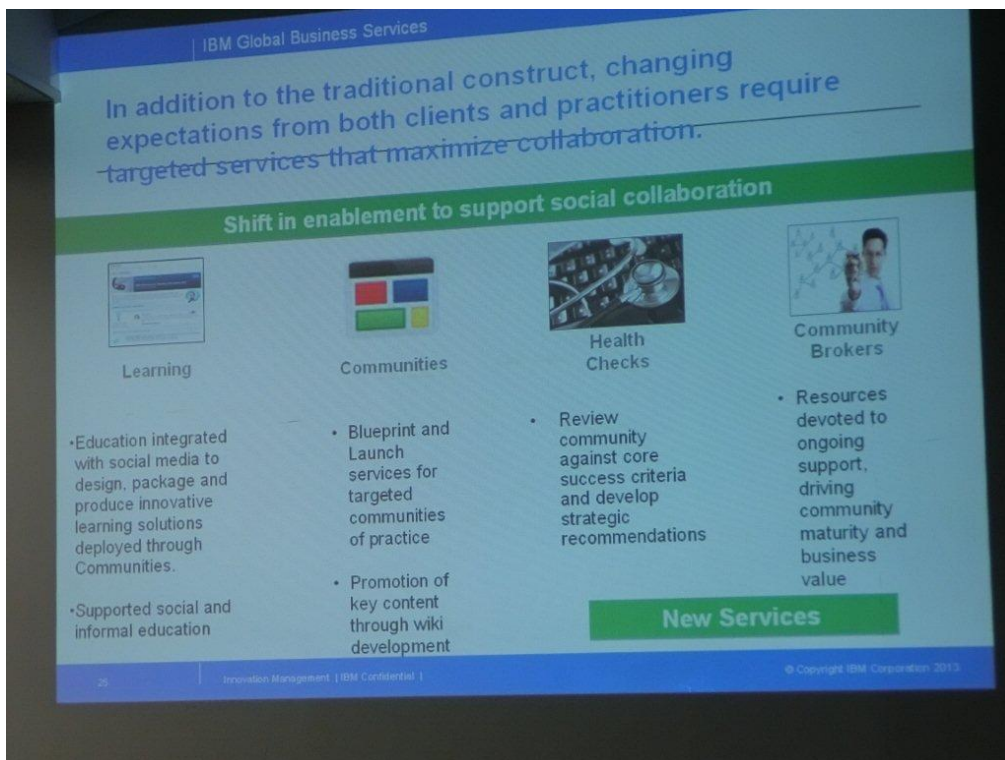 IBM Global Business Services
In addition to the traditional construct, changing
expectations from both clients and practitioners require
targeted services that maximize collaboration.
Shift in enablement to support social collaboration
Learning
•Education integrated
with social media to
design, package and
produce innovative
learning solutions
deployed through
Communities.
•Supported social and
informal education
Communities
• Blueprint and
Launch
services for
targeted
communities
of practice
• Promotion of
key content
through wiki
development
Health
Checks
• Review
community
against core
success criteria
and develop
strategic
recommendations
Community
Brokers
• Resources
devoted to
ongoing
support,
driving
community
maturity and
business
value
New Services
25
Innovation Management | IBM Confidential |
© Copyright IBM Corporation 2013